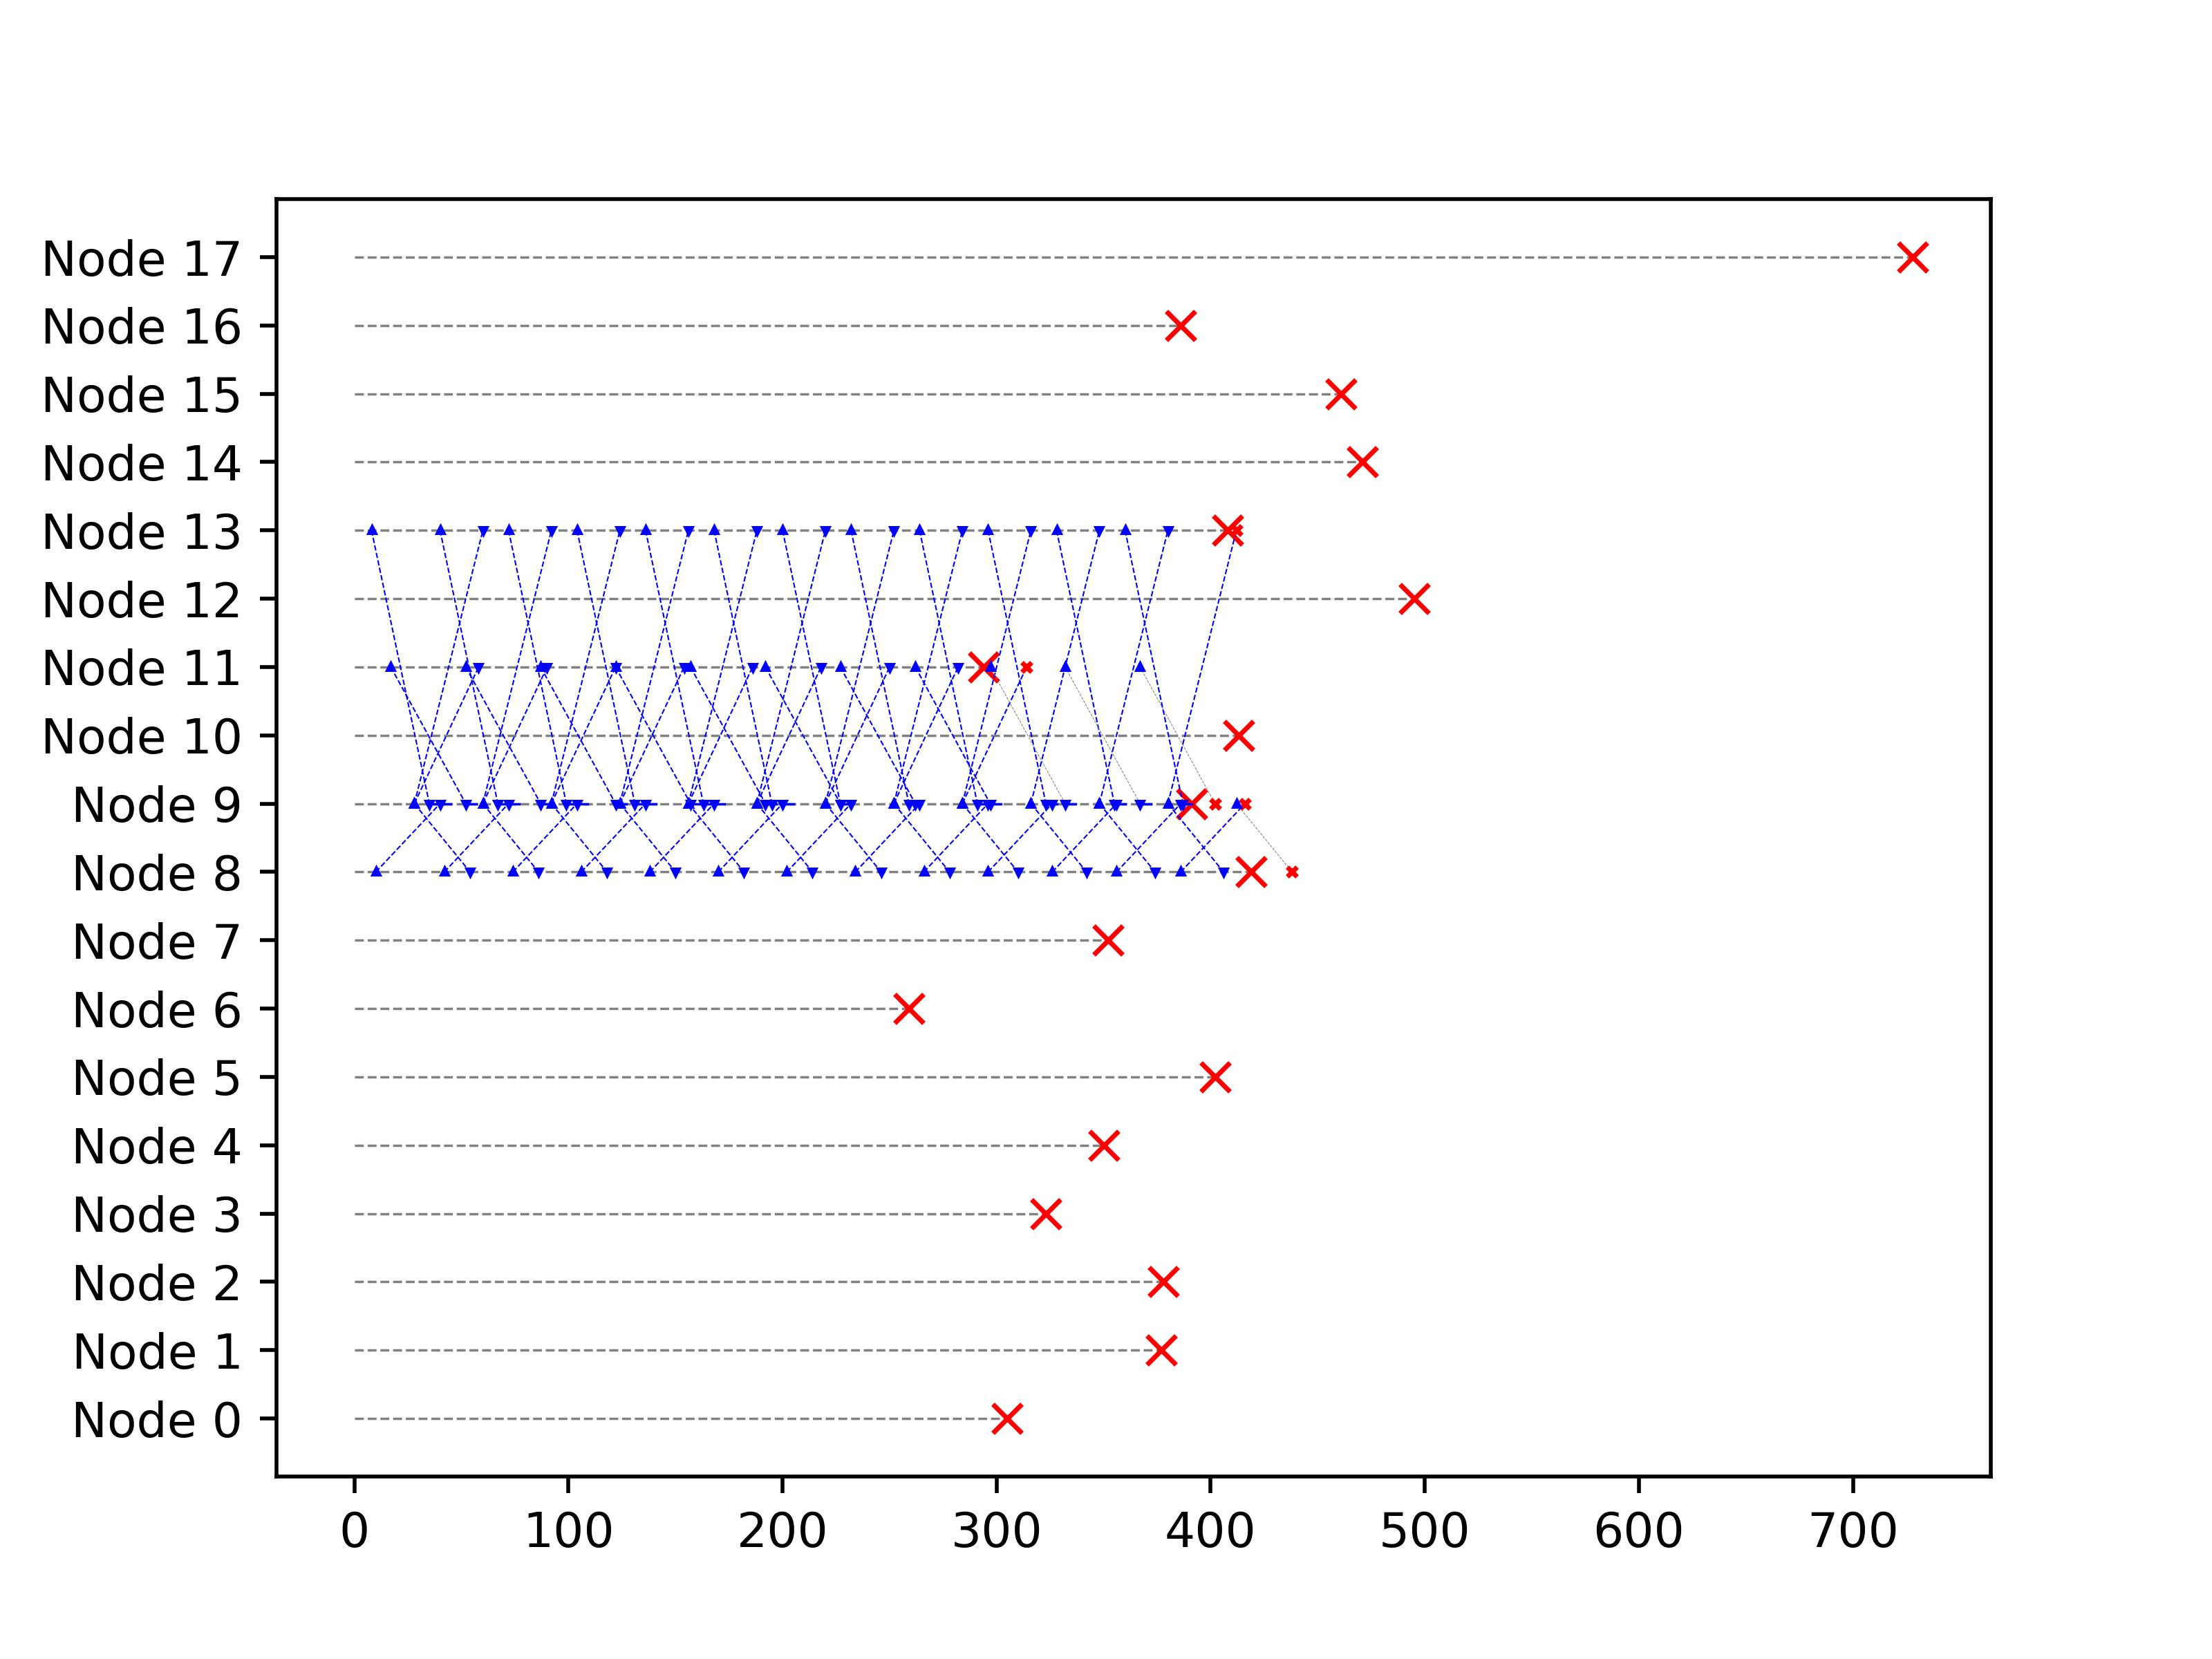 Node 17
Node 16
Node 15
Node 14
Node 13
Node 12
Node 11
Node 10
Node 9
Node 8
Node 7
Node 6
Node 5
Node 4
Node 3
Node 2
Node 1
Node 0
0 100 200 300 400 500 600 700